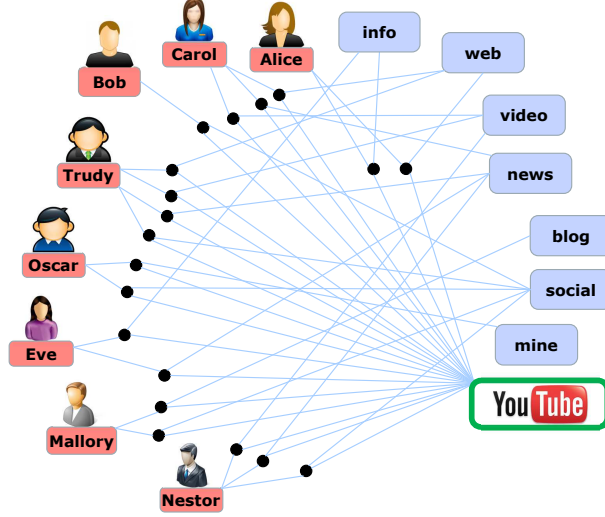 Carol
Alice
info
web
Bob
video
Trudy
news
blog
Oscar
social
mine
Eve
YouTube
Mallory
Nestor